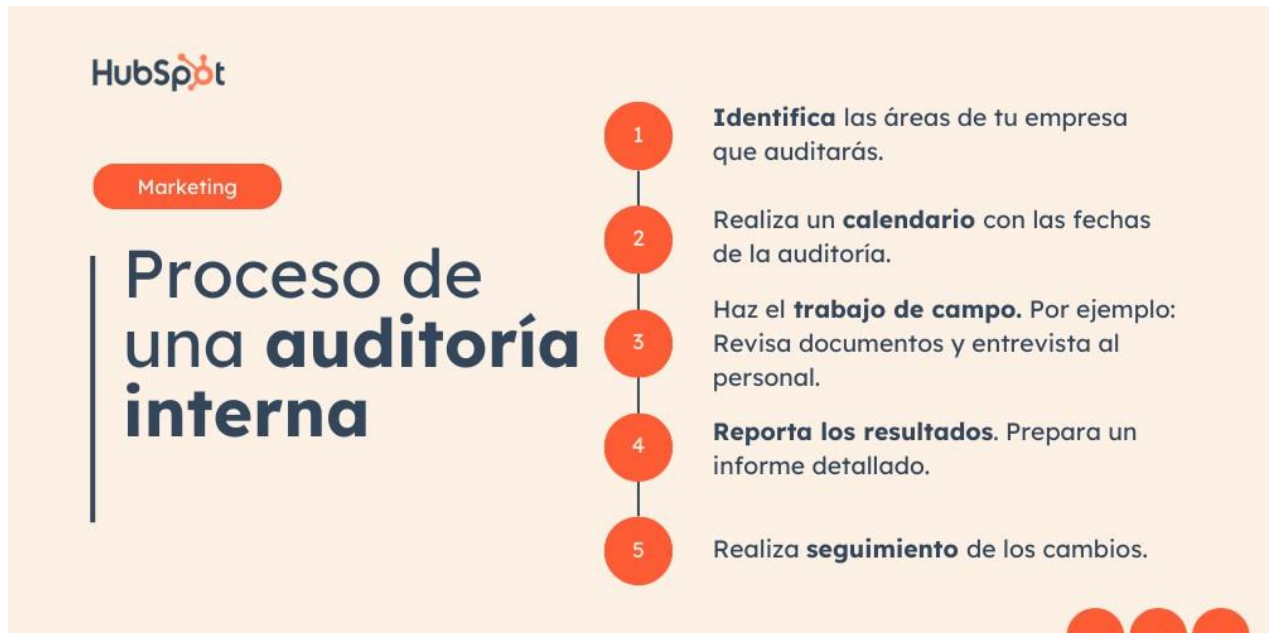 HubSpot
Marketing
Proceso de
una auditoría
interna
1
Identifica las áreas de tu empresa
que auditarás.
2
Realiza un calendario con las fechas
de la auditoría.
3
Haz el trabajo de campo. Por ejemplo:
Revisa documentos y entrevista al
personal.
4
Reporta los resultados. Prepara un
informe detallado.
5
Realiza seguimiento de los cambios.